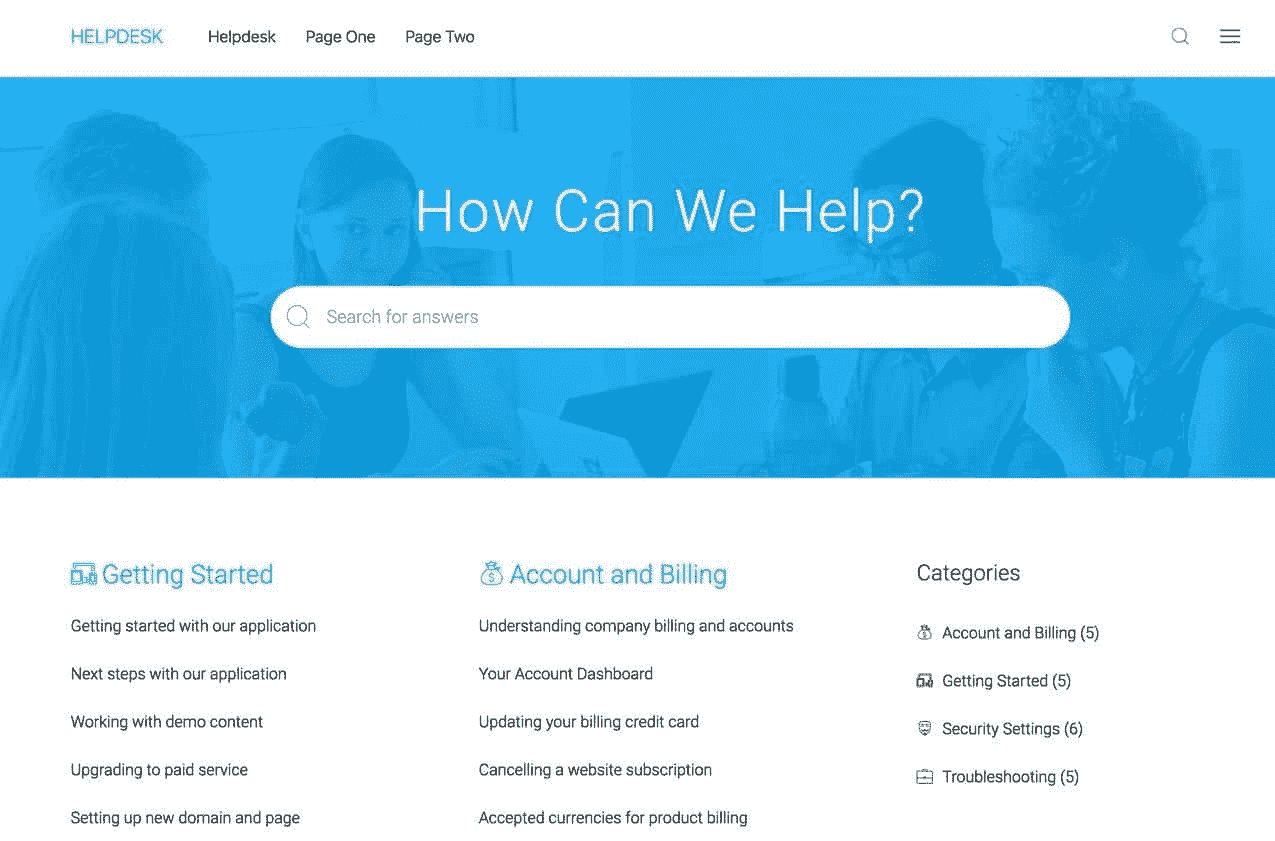 HELPDESK Helpdesk Page One Page Two
How Can We Help?
Search for answers
Getting Started
Getting started with our application
Next steps with our application
Working with demo content
Upgrading to paid service
Setting up new domain and page
Account and Billing
Understanding company billing and accounts
Your Account Dashboard
Updating your billing credit card
Cancelling a website subscription
Accepted currencies for product billing
Categories
Account and Billing (5)
Getting Started (5)
Security Settings (6)
Troubleshooting (5)